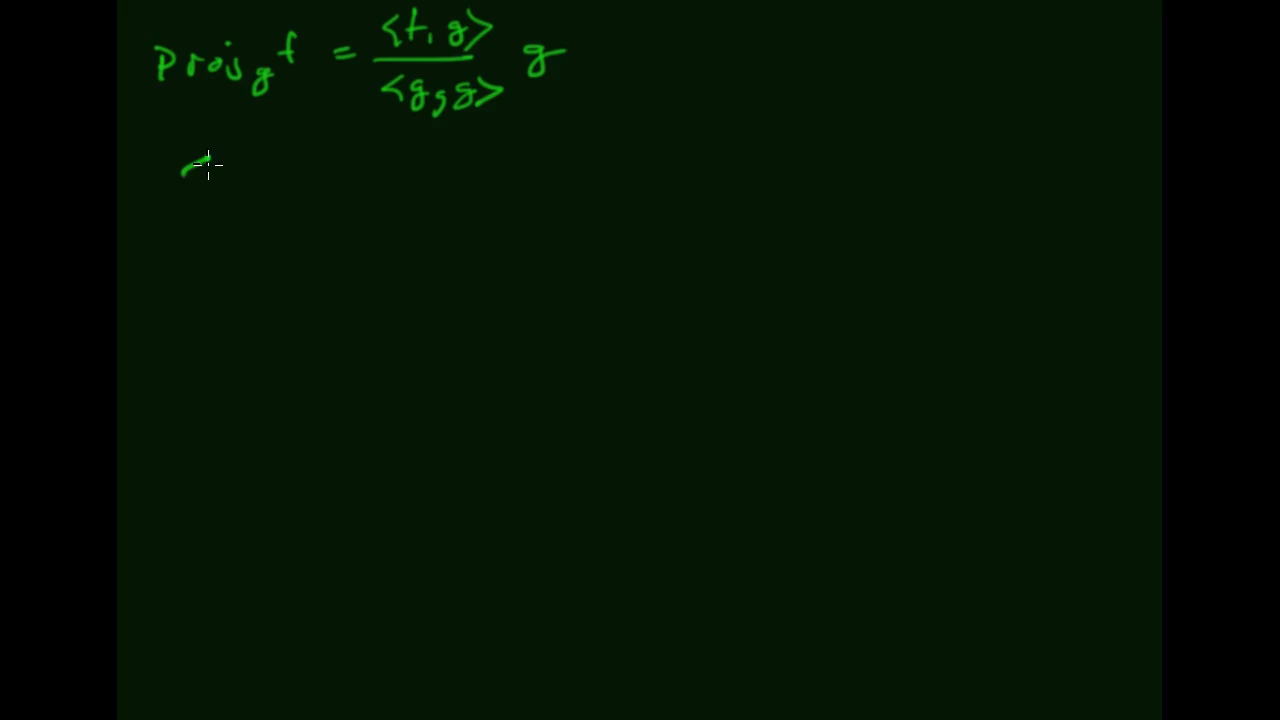 proj_g f = <f, g> / <g, g> g